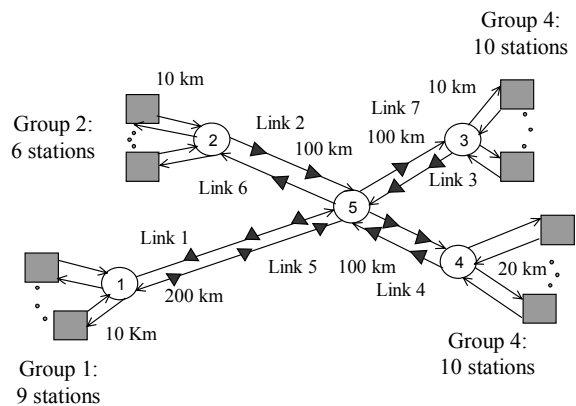 Group 4:
10 stations
10 km
10 km
Link 7
Group 2:
6 stations
2
Link 2
100 km
100 km
3
Link 6
Link 3
5
Link 1
100 km
4
20 km
1
200 km
Link 5
Link 4
10 Km
Group 1:
9 stations
Group 4:
10 stations